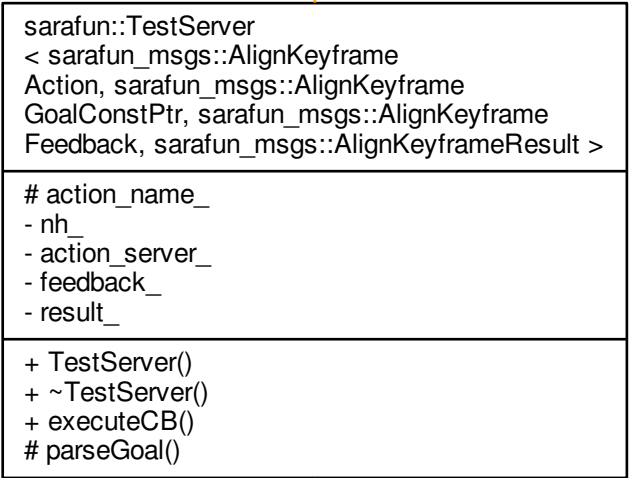 sarafun::TestServer
< sarafun_msgs::AlignKeyframe
Action, sarafun_msgs::AlignKeyframe
GoalConstPtr, sarafun_msgs::AlignKeyframe
Feedback, sarafun_msgs::AlignKeyframeResult >
# action_name_
- nh_
- action_server_
- feedback_
- result_
+ TestServer()
+ ~TestServer()
+ executeCB()
# parseGoal()